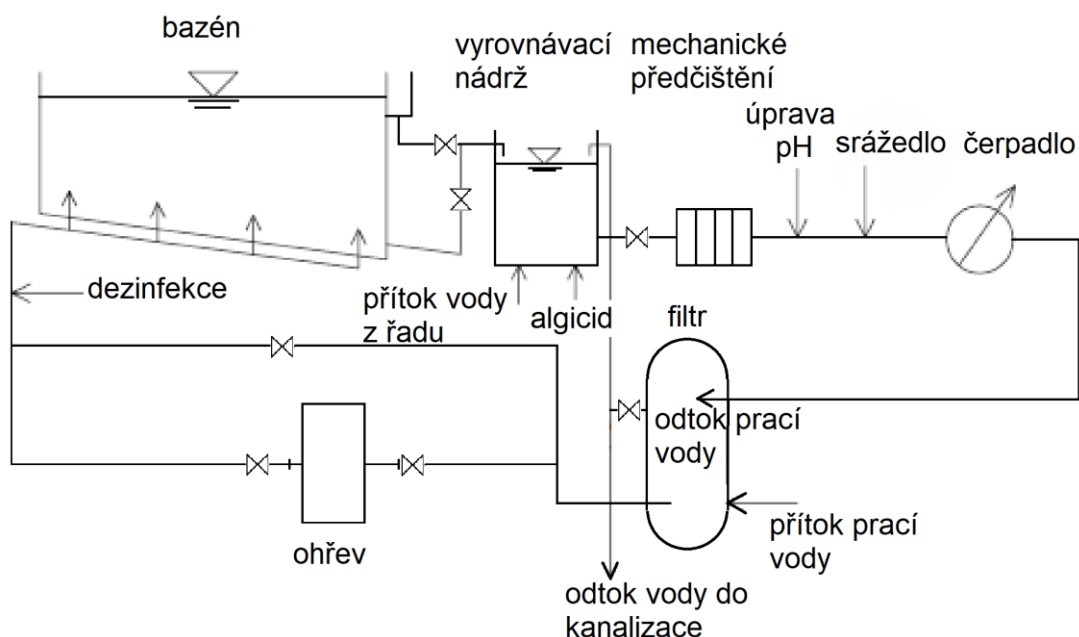 bazén
vyrovnávací
nádrž
mechanické
předčištění
úprava
pH
srážedlo
čerpadlo
dezinfekce
přítok vody
z řadu
algicid
filtr
odtok prací
vody
přítok prací
vody
ohřev
odtok vody do
kanalizace